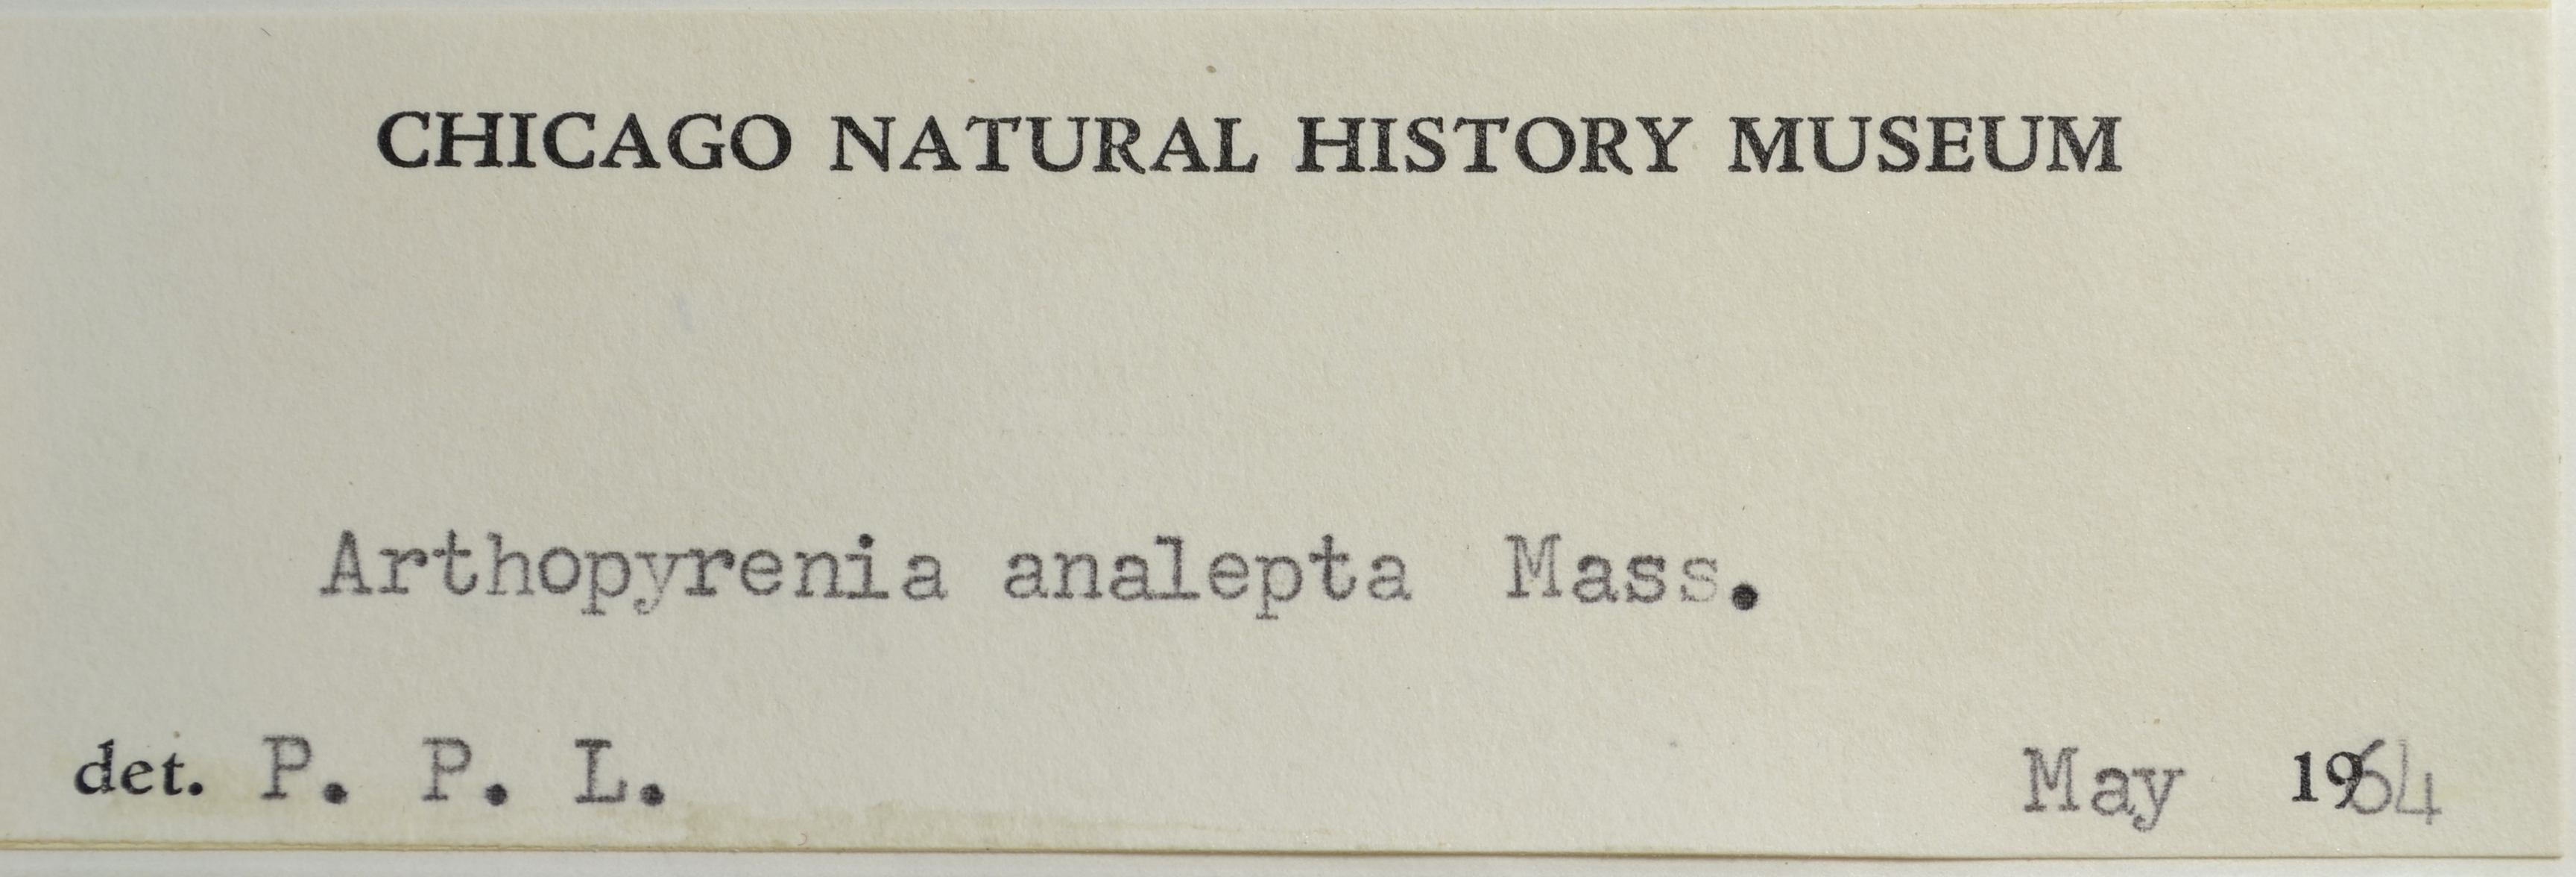 CHICAGO NATURAL HISTORY MUSEUM
Arthopyrenia analepta Mass.
det. P. P. L. May 1964